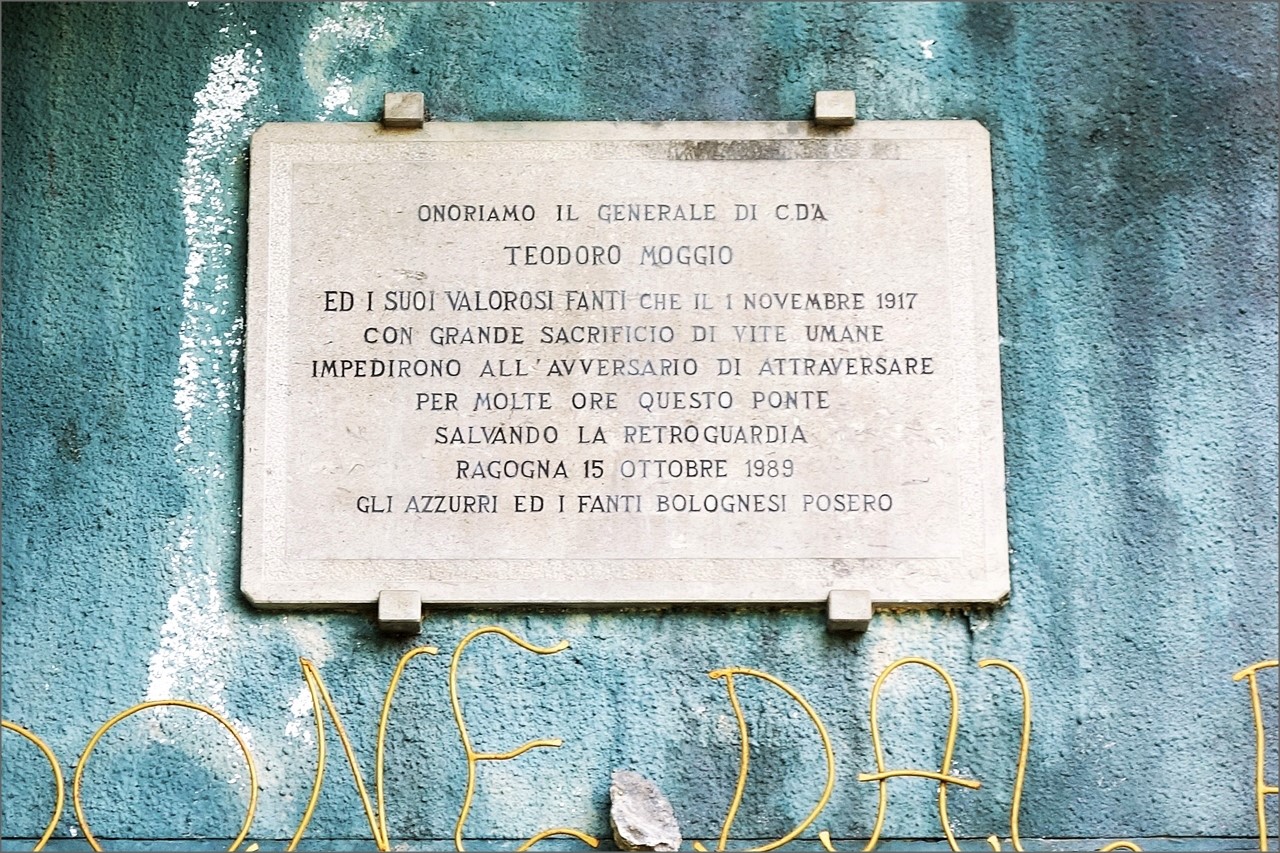 ONORIAMO IL GENERALE DI C.D'A
TEODORO MOGGIO
ED I SUOI VALOROSI FANTI CHE IL 1 NOVEMBRE 1917
CON GRANDE SACRIFICIO DI VITE UMANE
IMPEDIRONO ALL'AVVERSARIO DI ATTRAVERSARE
PER MOLTE ORE QUESTO PONTE
SALVANDO LA RETROGUARDIA
RAGOGNA 15 OTTOBRE 1989
GLI AZZURRI ED I FANTI BOLOGNESI POSERO